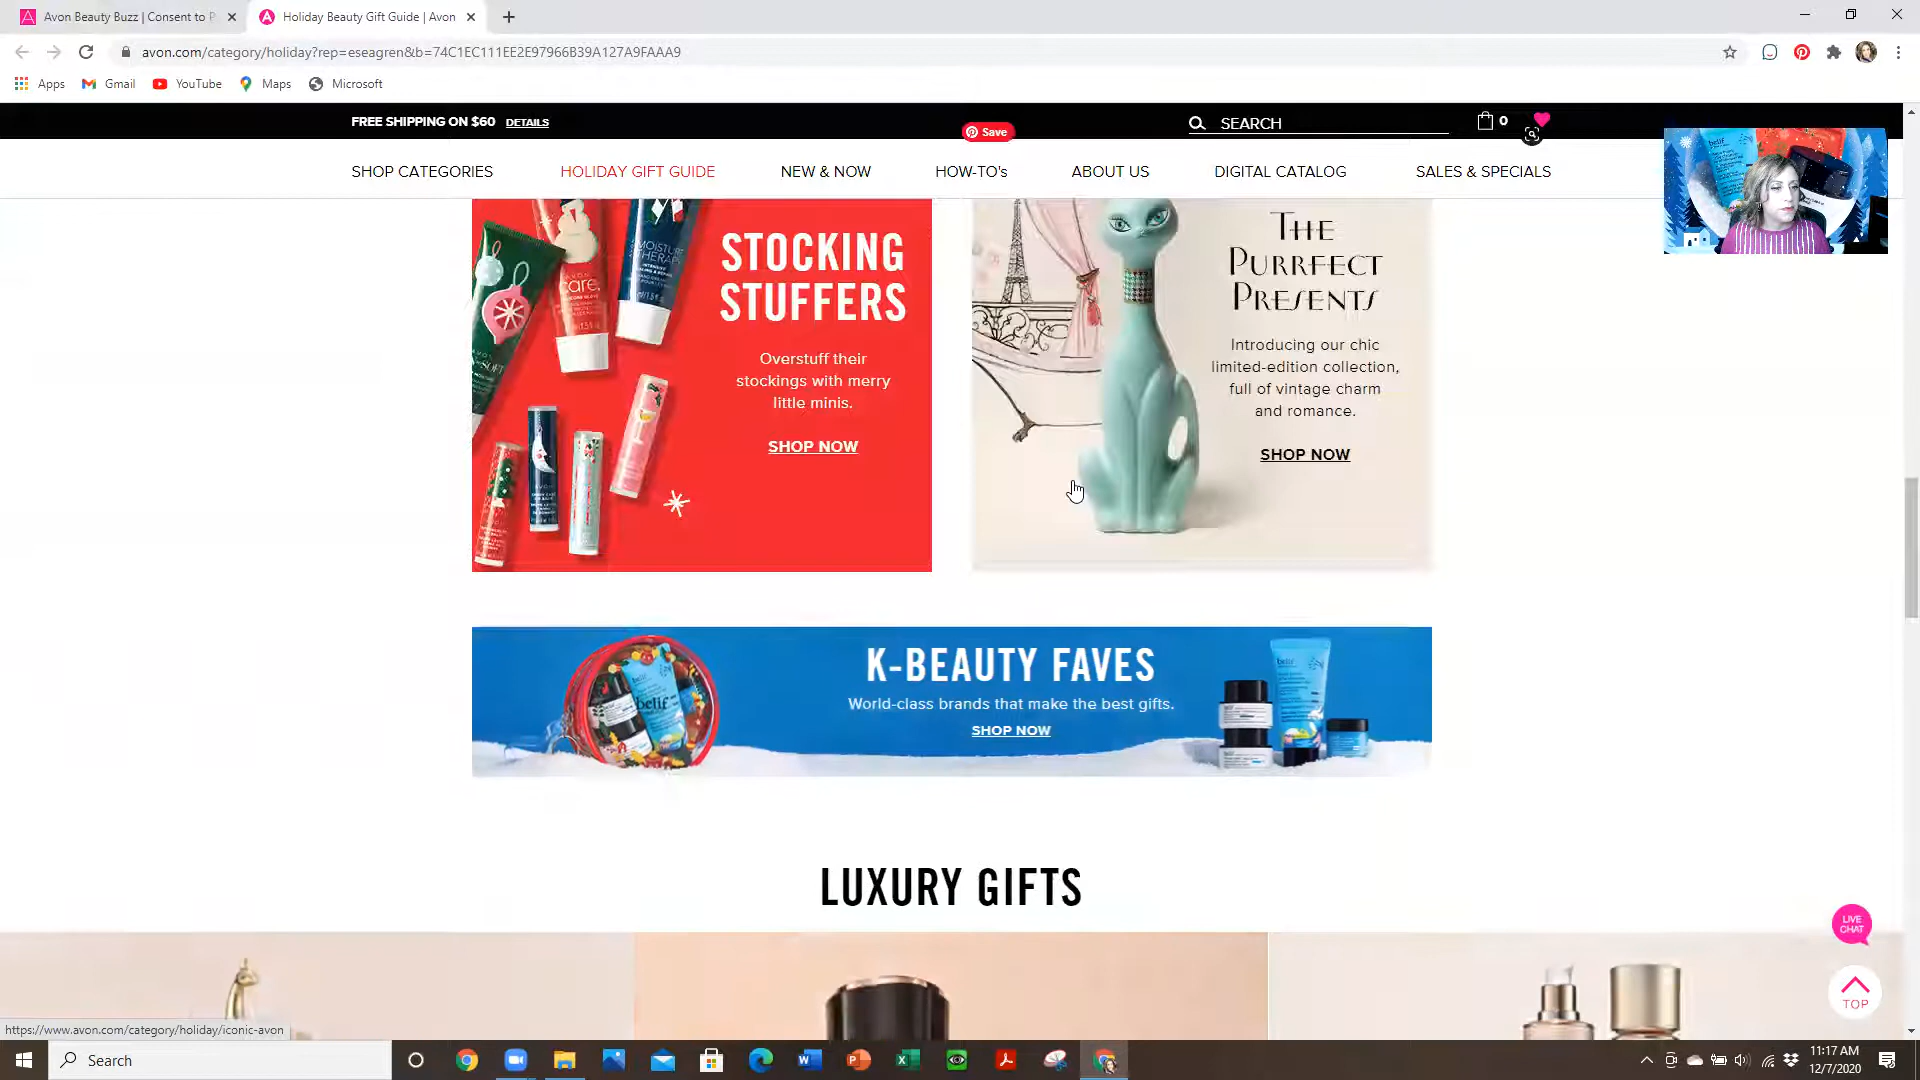 Avon Beauty Buzz | Consent to P
Holiday Beauty Gift Guide | Avon
avon.com/category/holiday?rep=eseagren&b=74C1EC111EE2E97966B39A127A9FAAA9
Apps
Gmail
YouTube
Maps
Microsoft
FREE SHIPPING ON $60 DETAILS
Save
SEARCH
0
SHOP CATEGORIES
HOLIDAY GIFT GUIDE
NEW & NOW
HOW-TO's
ABOUT US
DIGITAL CATALOG
SALES & SPECIALS
STOCKING
STUFFERS
Overstuff their
stockings with merry
little minis.
SHOP NOW
care
MOISTURE
THERAPY
THE
PURRFECT
PRESENTS
Introducing our chic
limited-edition collection,
full of vintage charm
and romance.
SHOP NOW
K-BEAUTY FAVES
World-class brands that make the best gifts.
SHOP NOW
belif
belif
LUXURY GIFTS
LIVE
CHAT
TOP
https://www.avon.com/category/holiday/iconic-avon
Search
11:17 AM
12/7/2020